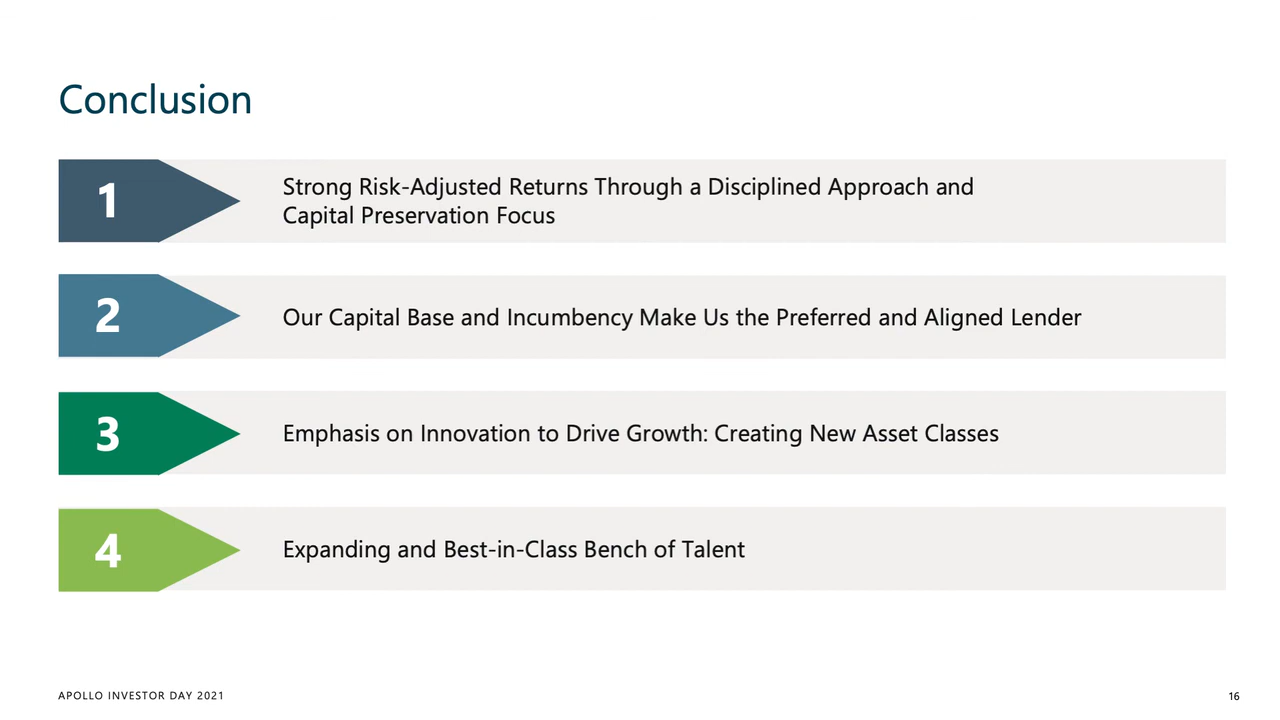 Conclusion
1
Strong Risk-Adjusted Returns Through a Disciplined Approach and
Capital Preservation Focus
2
Our Capital Base and Incumbency Make Us the Preferred and Aligned Lender
3
Emphasis on Innovation to Drive Growth: Creating New Asset Classes
4
Expanding and Best-in-Class Bench of Talent
APOLLO INVESTOR DAY 2021
16